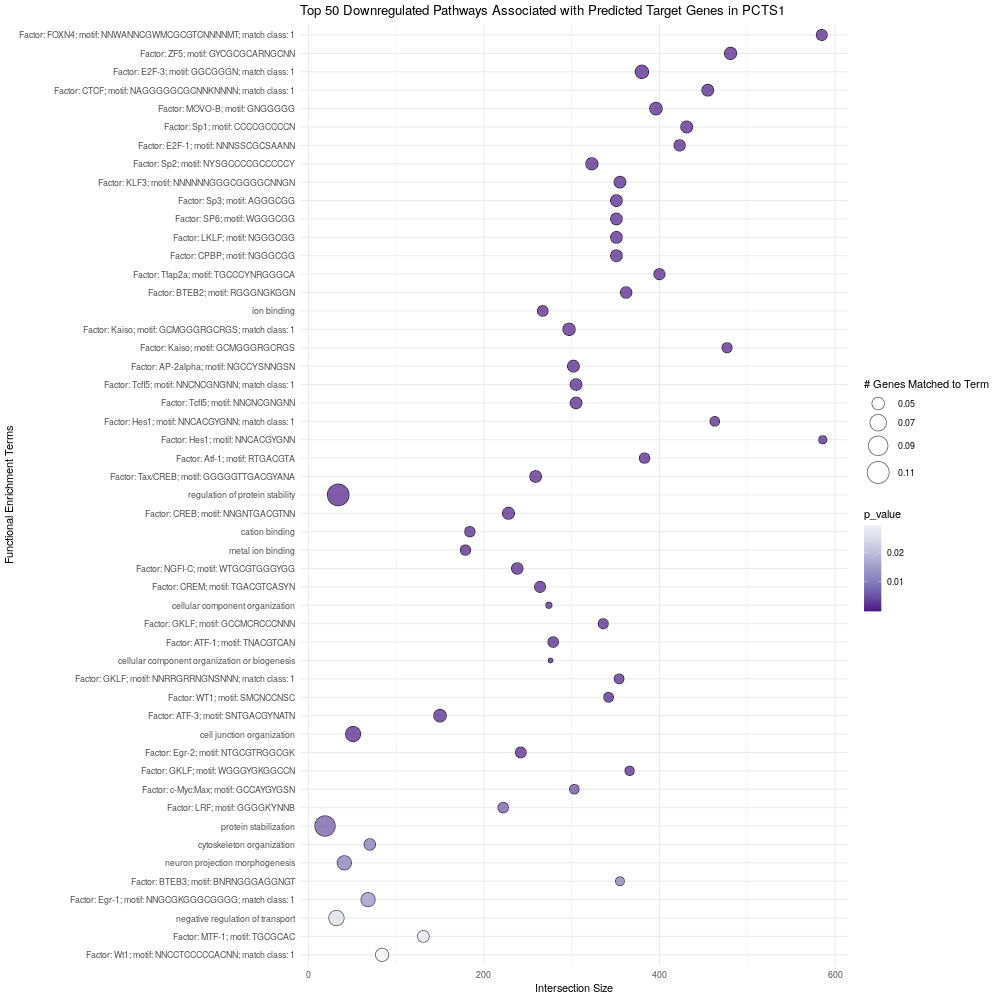 Top 50 Downregulated Pathways Associated with Predicted Target Genes in PCTS1
Functional Enrichment Terms
Factor: FOXN4; motif: NNWANNCGWMCGCGTCNNNNMT; match class: 1
Factor: ZF5; motif: GYCGCGCARNGCNN
Factor: E2F-3; motif: GGCGGGN; match class: 1
Factor: CTCF; motif: NAGGGGGCGCNNKNNNN; match class: 1
Factor: MOVO-B; motif: GNGGGGG
Factor: Sp1; motif: CCCCGCCCCN
Factor: E2F-1; motif: NNNSSCGCSAANN
Factor: Sp2; motif: NYSGCCCCGCCCCCY
Factor: KLF3; motif: NNNNNNGGGCGGGGCNNGN
Factor: Sp3; motif: AGGGCGG
Factor: SP6; motif: WGGGCGG
Factor: LKLF; motif: NGGGCGG
Factor: CPBP; motif: NGGGCGG
Factor: Tfap2a; motif: TGCCCYNRGGGCA
Factor: BTEB2; motif: RGGGNGKGGN
ion binding
Factor: Kaiso; motif: GCMGGGRGCRGS; match class: 1
Factor: Kaiso; motif: GCMGGGRGCRGS
Factor: AP-2alpha; motif: NGCCYSNNGSN
Factor: Tcfl5; motif: NNCNCGNGNN; match class: 1
Factor: Tcfl5; motif: NNCNCGNGNN
Factor: Hes1; motif: NNCACGYGNN; match class: 1
Factor: Hes1; motif: NNCACGYGNN
Factor: Atf-1; motif: RTGACGTA
Factor: Tax/CREB; motif: GGGGGTTGACGYANA
regulation of protein stability
Factor: CREB; motif: NNGNTGACGTNN
cation binding
metal ion binding
Factor: NGFI-C; motif: WTGCGTGGGYGG
Factor: CREM; motif: TGACGTCASYN
cellular component organization
Factor: GKLF; motif: GCCMCRCCCNNN
Factor: ATF-1; motif: TNACGTCAN
cellular component organization or biogenesis
Factor: GKLF; motif: NNRRGRRNGNSNNN; match class: 1
Factor: WT1; motif: SMCNCCNSC
Factor: ATF-3; motif: SNTGACGYNATN
cell junction organization
Factor: Egr-2; motif: NTGCGTRGGCGK
Factor: GKLF; motif: WGGGYGKGGCCN
Factor: c-Myc:Max; motif: GCCAYGYGSN
Factor: LRF; motif: GGGGKYNNB
protein stabilization
cytoskeleton organization
neuron projection morphogenesis
Factor: BTEB3; motif: BNRNGGGAGGNGT
Factor: Egr-1; motif: NNGCGKGGGCGGGG; match class: 1
negative regulation of transport
Factor: MTF-1; motif: TGCGCAC
Factor: Wt1; motif: NNCCTCCCCCACNN; match class: 1
0 200 400 600
Intersection Size
# Genes Matched to Term
0.05
0.07
0.09
0.11
p_value
0.02
0.01